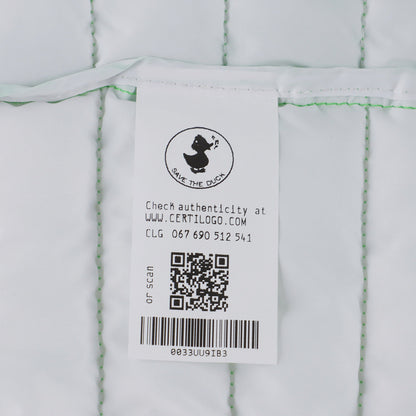 SAVE THE DUCK
Check authenticity at
WWW.CERTILOGO.COM
CLG 067 690 512 541
or scan
0033UU9IB3